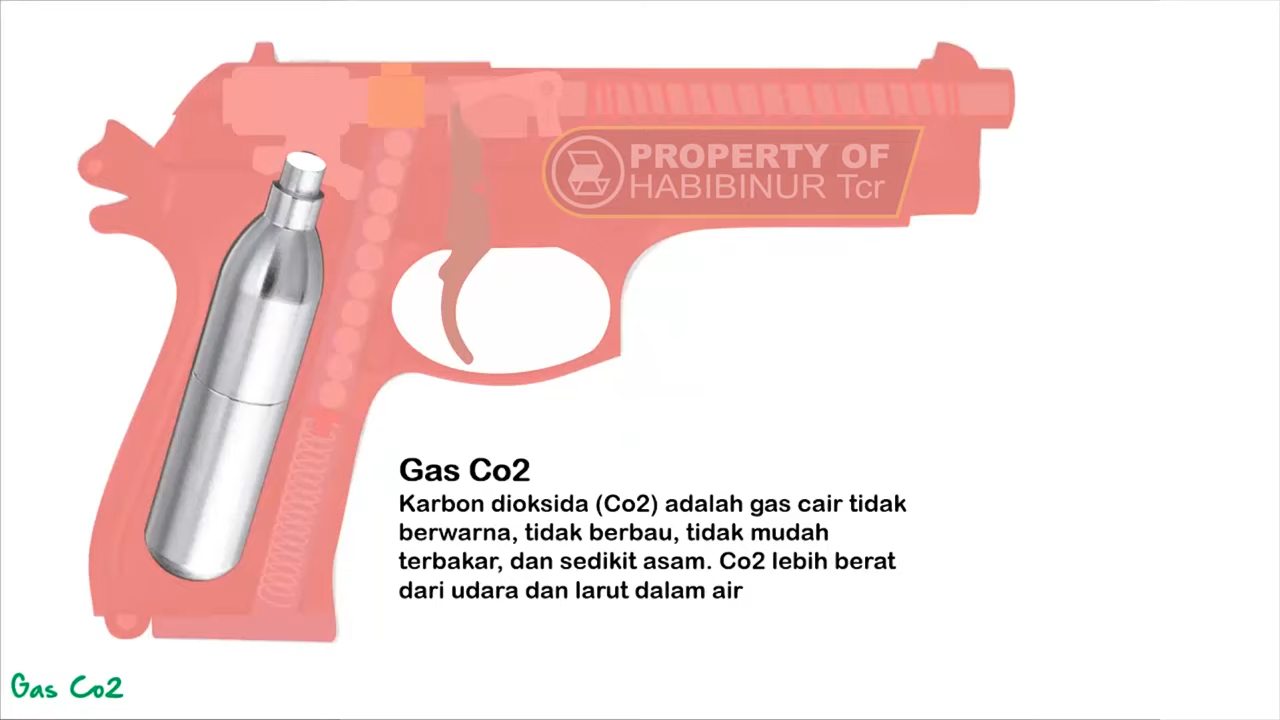 PROPERTY OF
HABIBINUR Tcr
Gas Co2
Karbon dioksida (Co2) adalah gas cair tidak
berwarna, tidak berbau, tidak mudah
terbakar, dan sedikit asam. Co2 lebih berat
dari udara dan larut dalam air
Gas Co2